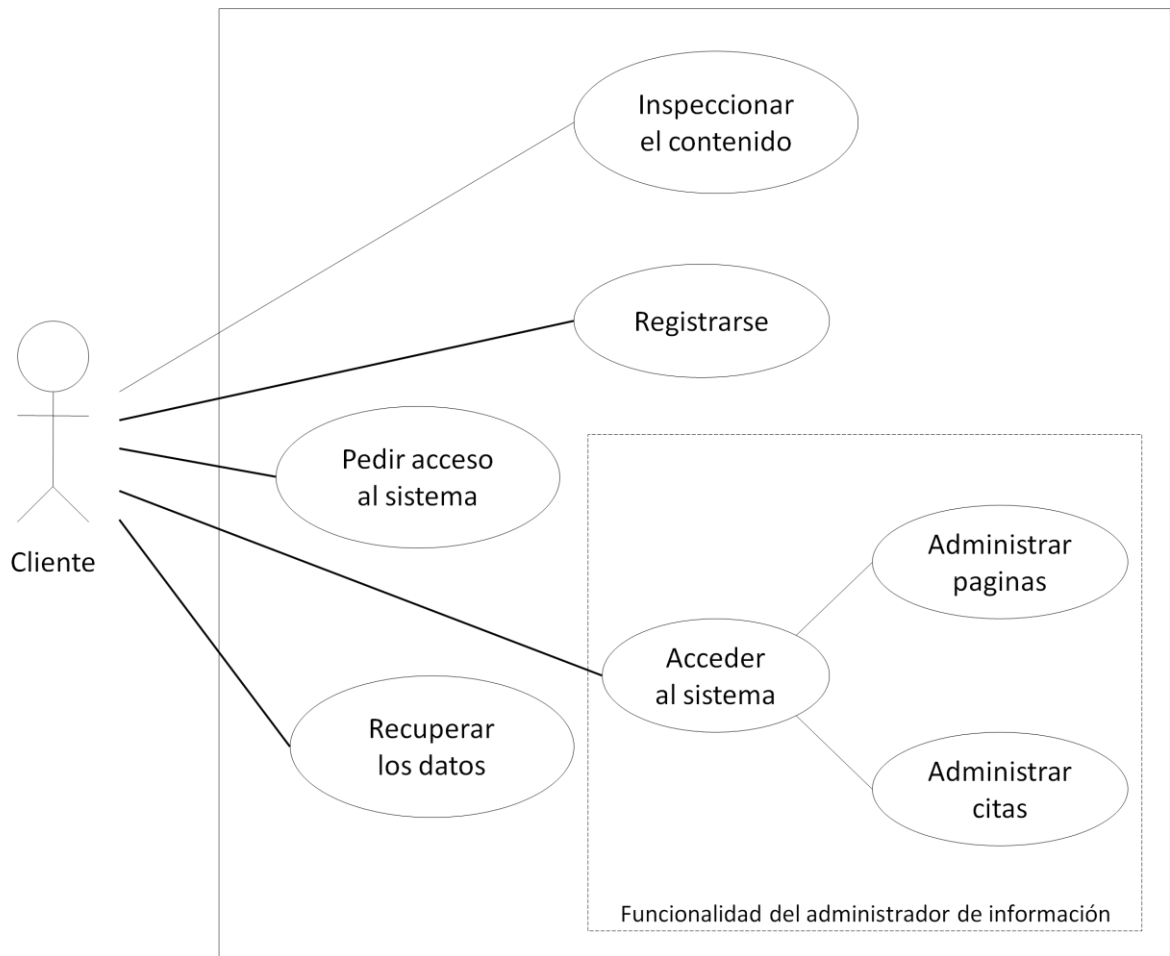 Inspeccionar
el contenido
Registrarse
Pedir acceso
al sistema
Cliente
Administrar
paginas
Acceder
al sistema
Recuperar
los datos
Administrar
citas
Funcionalidad del administrador de información